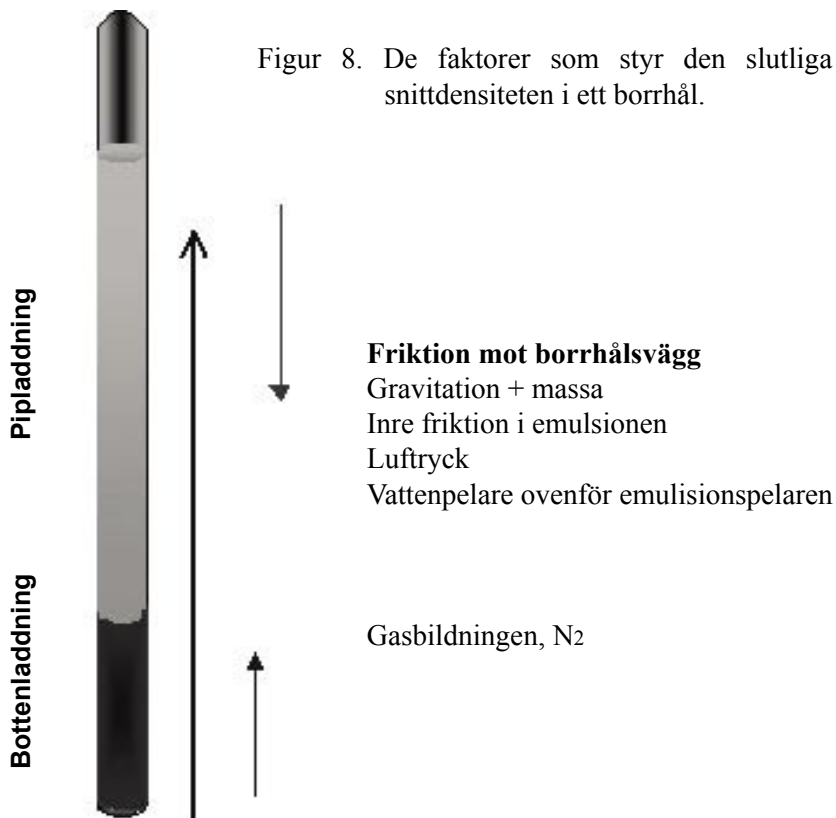 Figur 8. De faktorer som styr den slutliga
snittdensiteten i ett borrhål.
Pipladdning
Friktion mot borrhålsvägg
Gravitation + massa
Inre friktion i emulsionen
Luftryck
Vattenpelare ovenför emulisionspelaren
Bottenladdning
Gasbildningen, N2